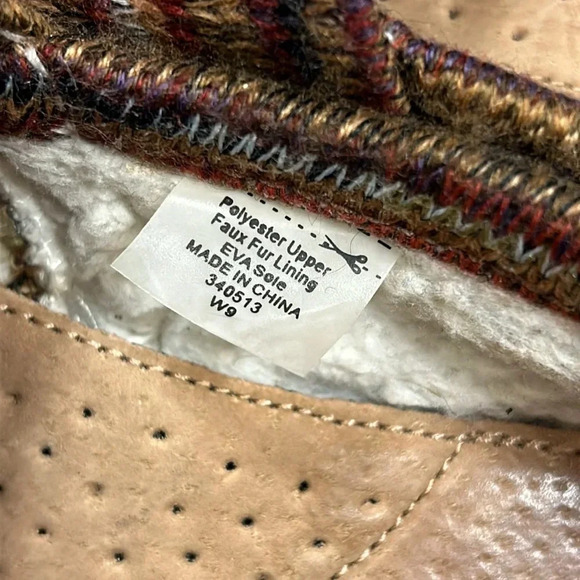 Polyester Upper
Faux Fur Lining
EVA Sole
MADE IN CHINA
340513
W9